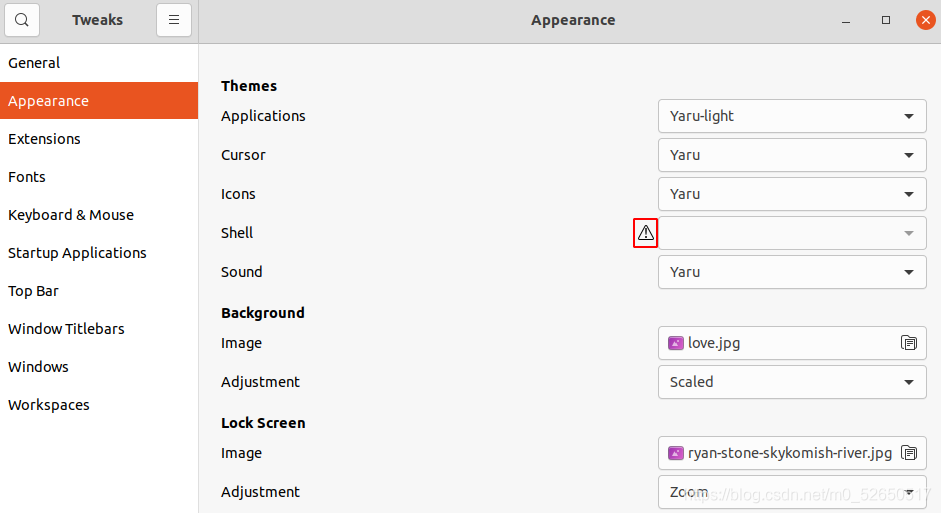 Tweaks
Appearance
General
Appearance
Extensions
Fonts
Keyboard & Mouse
Startup Applications
Top Bar
Window Titlebars
Windows
Workspaces
Themes
Applications Yaru-light
Cursor Yaru
Icons Yaru
Shell
Sound Yaru
Background
Image love.jpg
Adjustment Scaled
Lock Screen
Image ryan-stone-skykomish-river.jpg
Adjustment Zoom
https://blog.csdn.net/m0_52650517